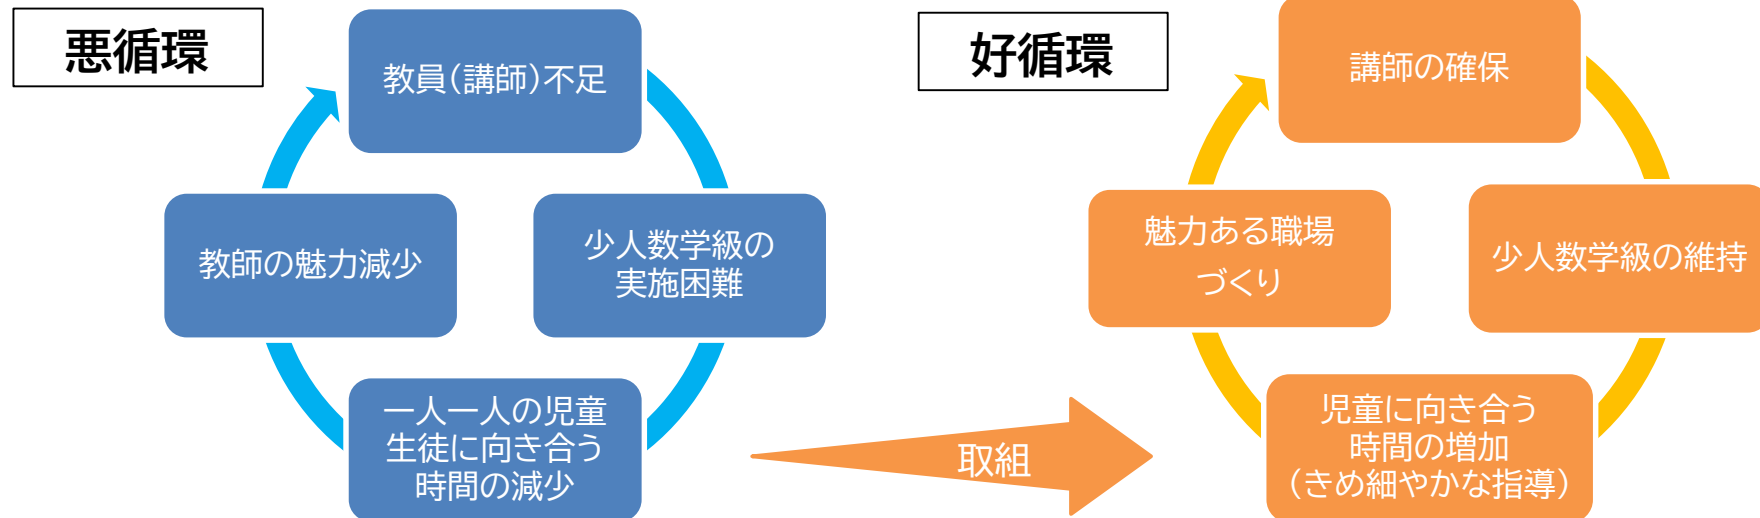 悪循環
教員(講師)不足
少人数学級の
実施困難
一人一人の児童
生徒に向き合う
時間の減少
教師の魅力減少
取組
好循環
講師の確保
少人数学級の維持
児童に向き合う
時間の増加
(きめ細やかな指導)
魅力ある職場
づくり